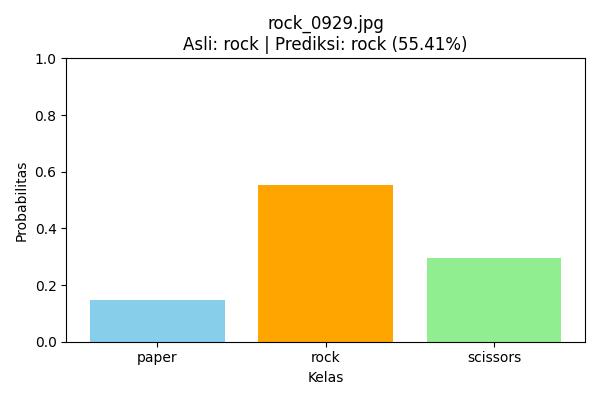 rock_0929.jpg
Asli: rock | Prediksi: rock (55.41%)
1.0
0.8
0.6
0.4
0.2
0.0
Probabilitas
paper
rock
scissors
Kelas